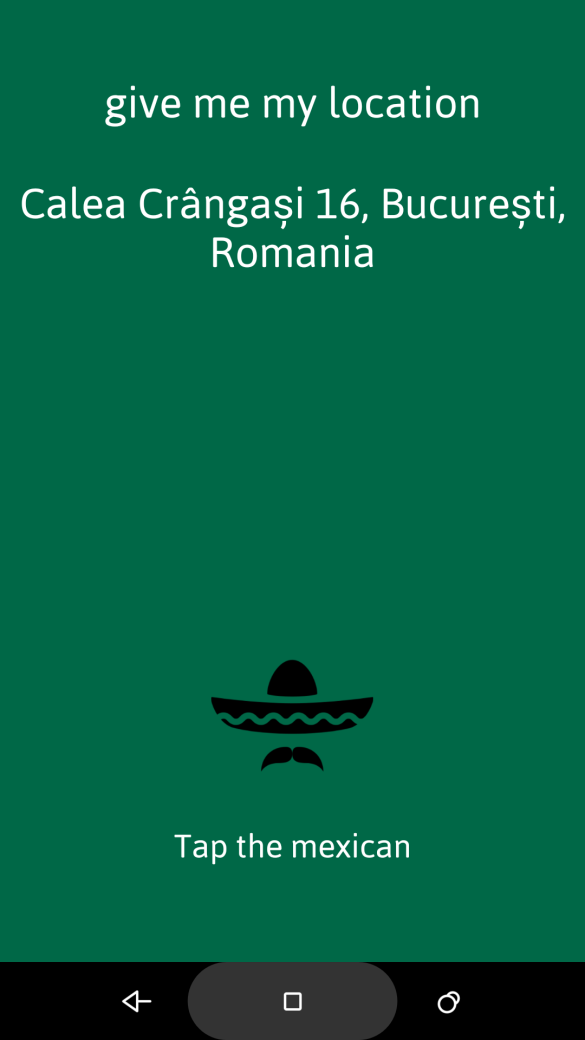 give me my location
Calea Crângași 16, București,
Romania
Tap the mexican